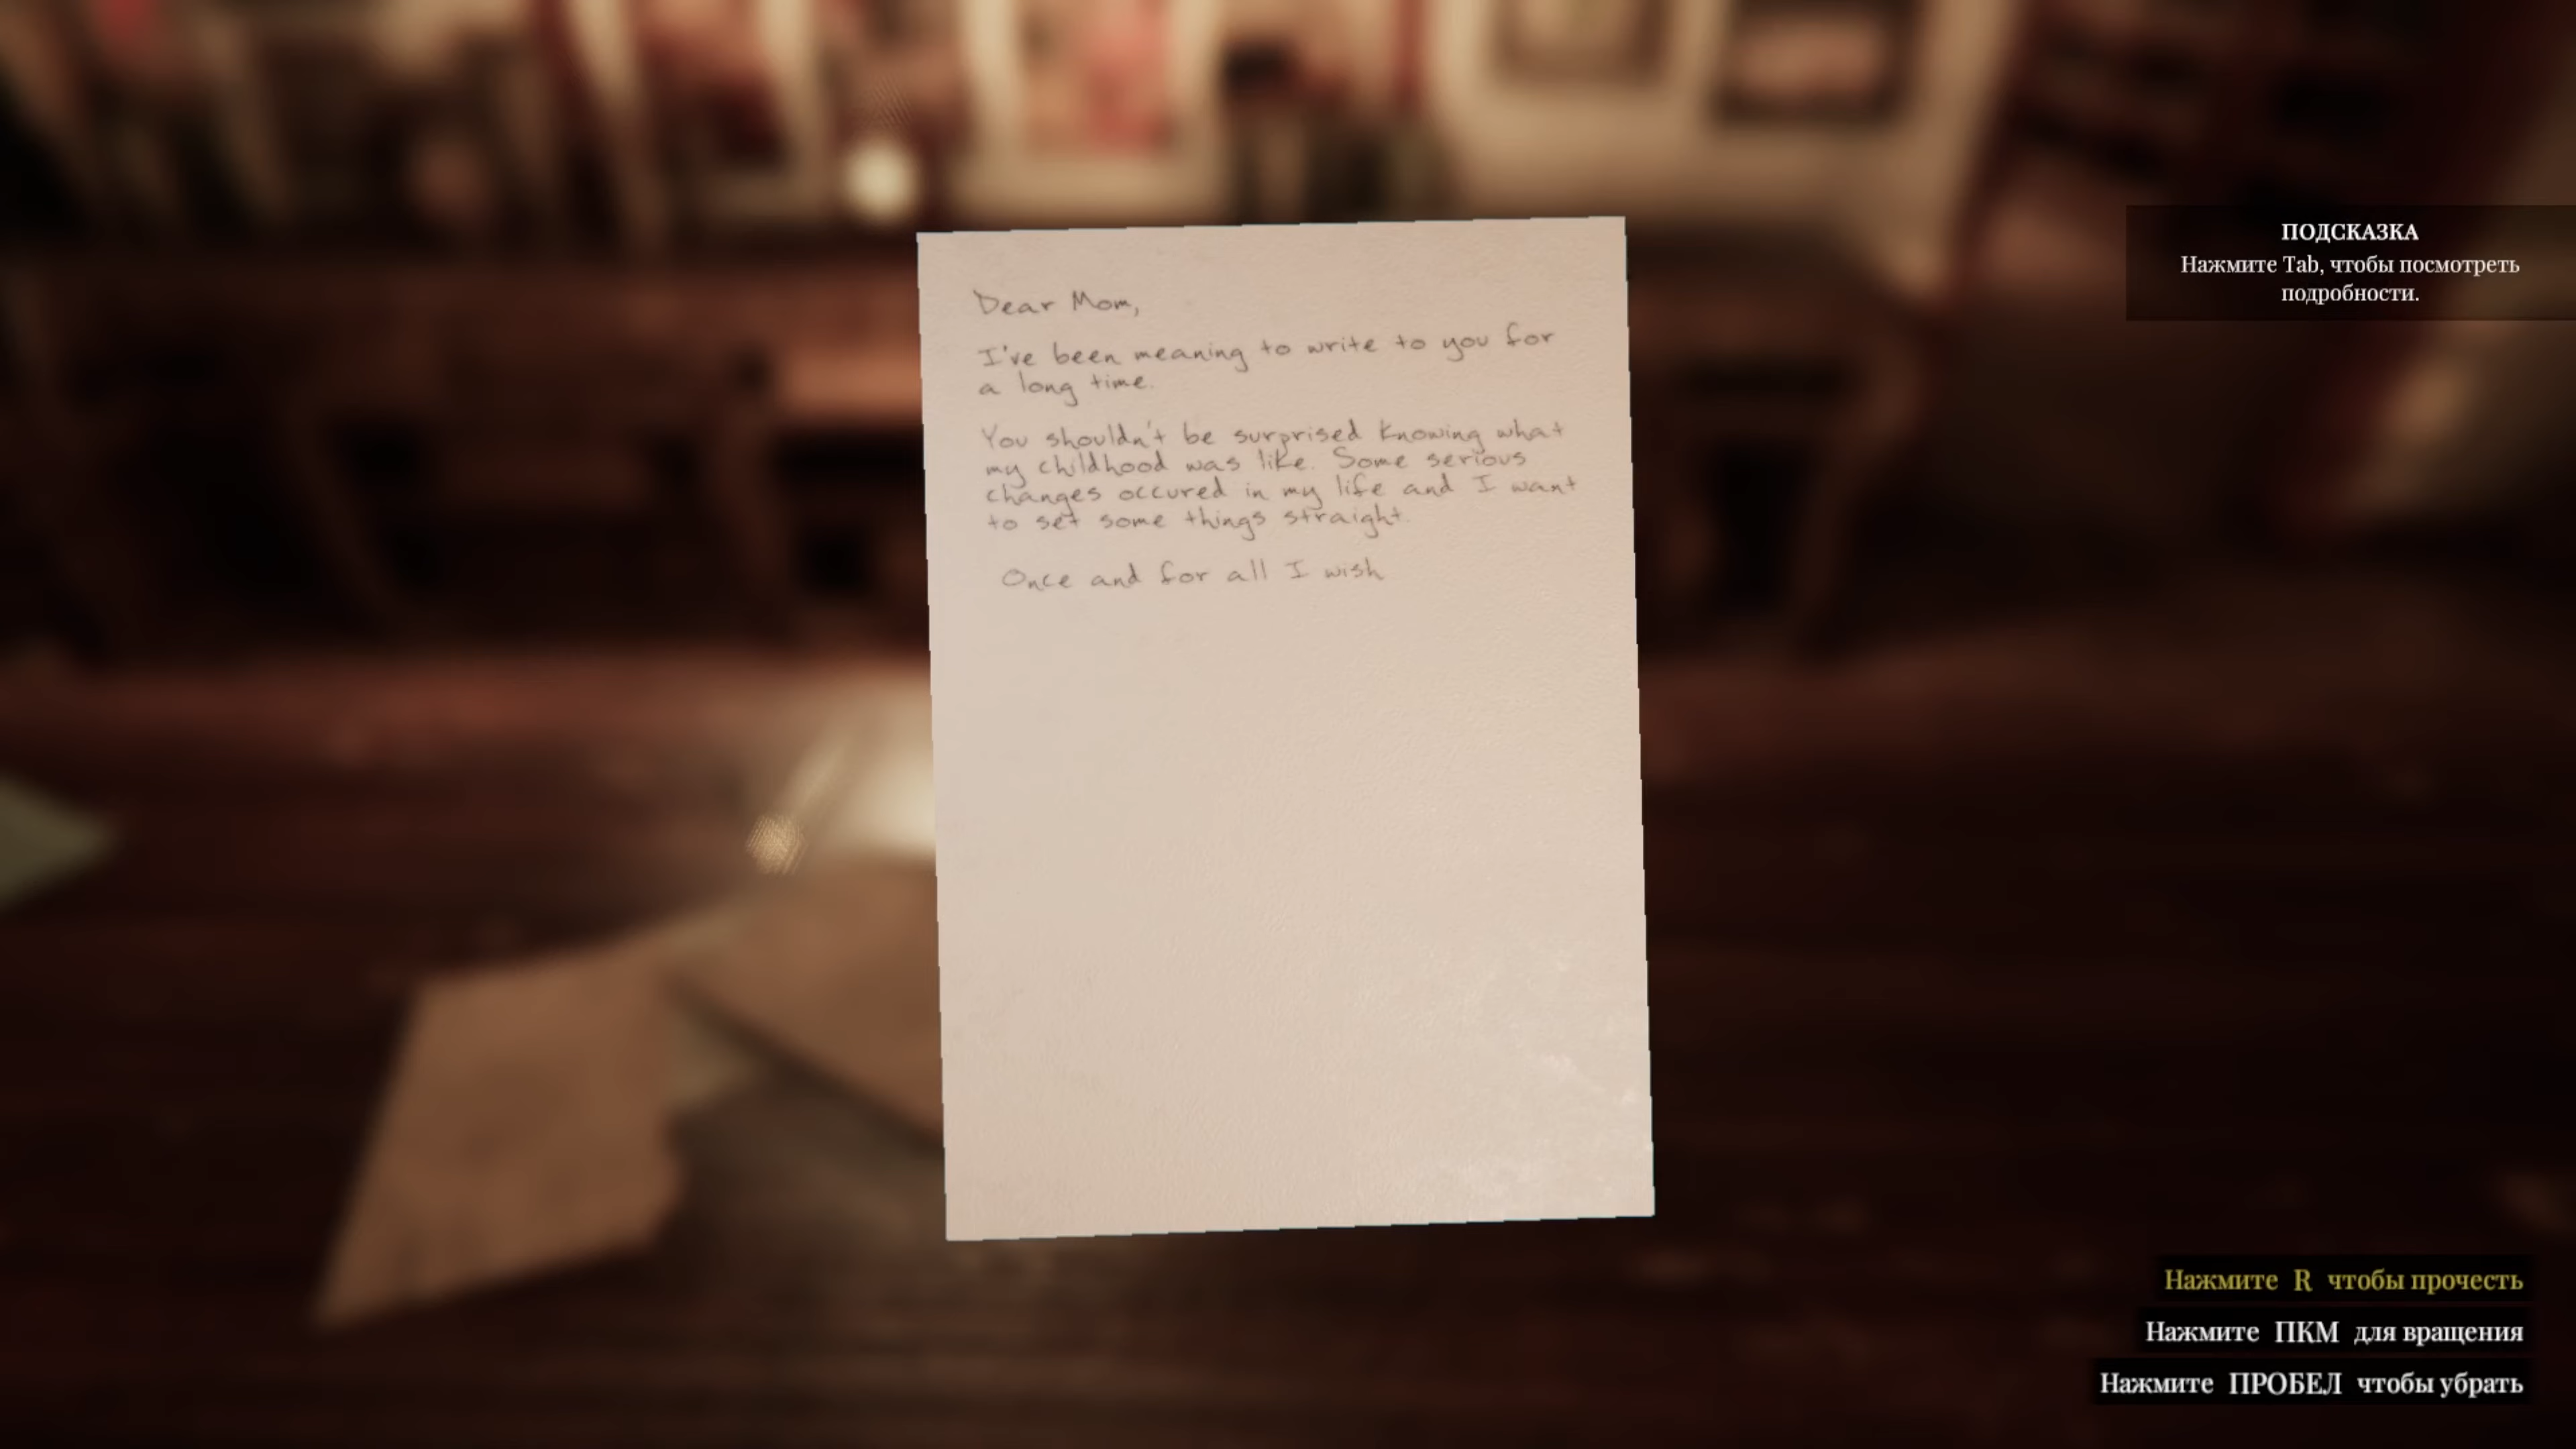 Dear Mom,
I've been meaning to write to you for
a long time.
You shouldn't be surprised knowing what
my childhood was like. Some serious
changes occured in my life and I want
to set some things straight.
Once and for all I wish
ПОДСКАЗКА
Нажмите Tab, чтобы посмотреть
подробности.
Нажмите R чтобы прочесть
Нажмите ПКМ для вращения
Нажмите ПРОБЕЛ чтобы убрать